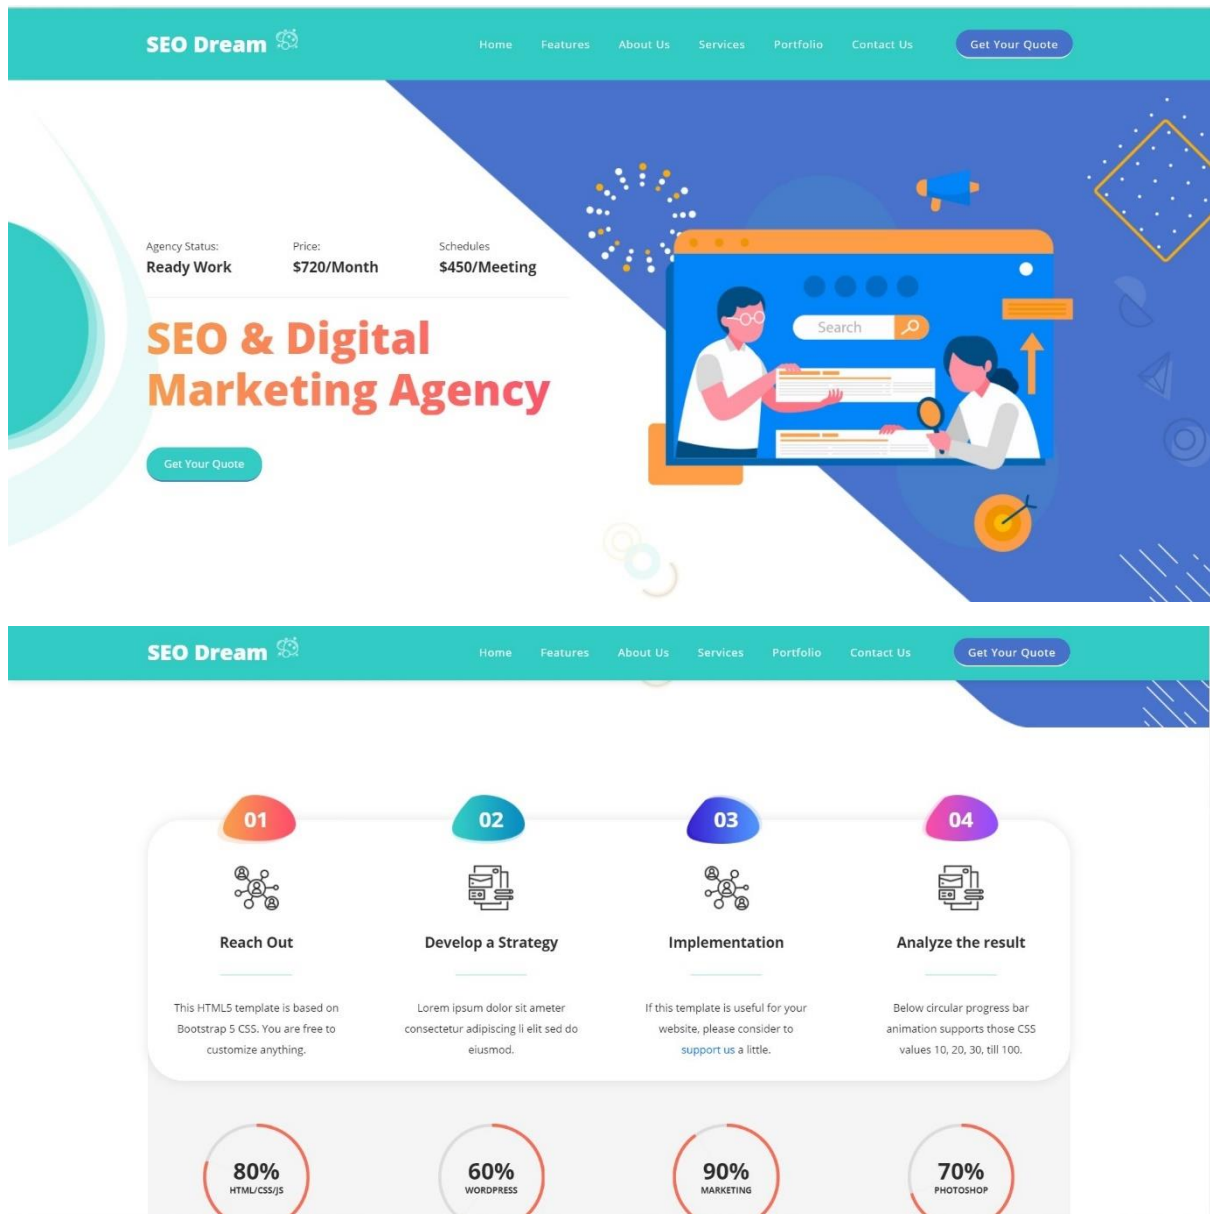 SEO Dream
Home Features About Us Services Portfolio Contact Us Get Your Quote
Agency Status: Price: Schedules
Ready Work $720/Month $450/Meeting
SEO & Digital
Marketing Agency
Get Your Quote
Search
SEO Dream
Home Features About Us Services Portfolio Contact Us Get Your Quote
01
Reach Out
This HTML5 template is based on
Bootstrap 5 CSS. You are free to
customize anything.
02
Develop a Strategy
Lorem ipsum dolor sit ameter
consectetur adipiscing li elit sed do
eiusmod.
03
Implementation
If this template is useful for your
website, please consider to
support us a little.
04
Analyze the result
Below circular progress bar
animation supports those CSS
values 10, 20, 30, till 100.
80%
HTML/CSS/JS
60%
WORDPRESS
90%
MARKETING
70%
PHOTOSHOP